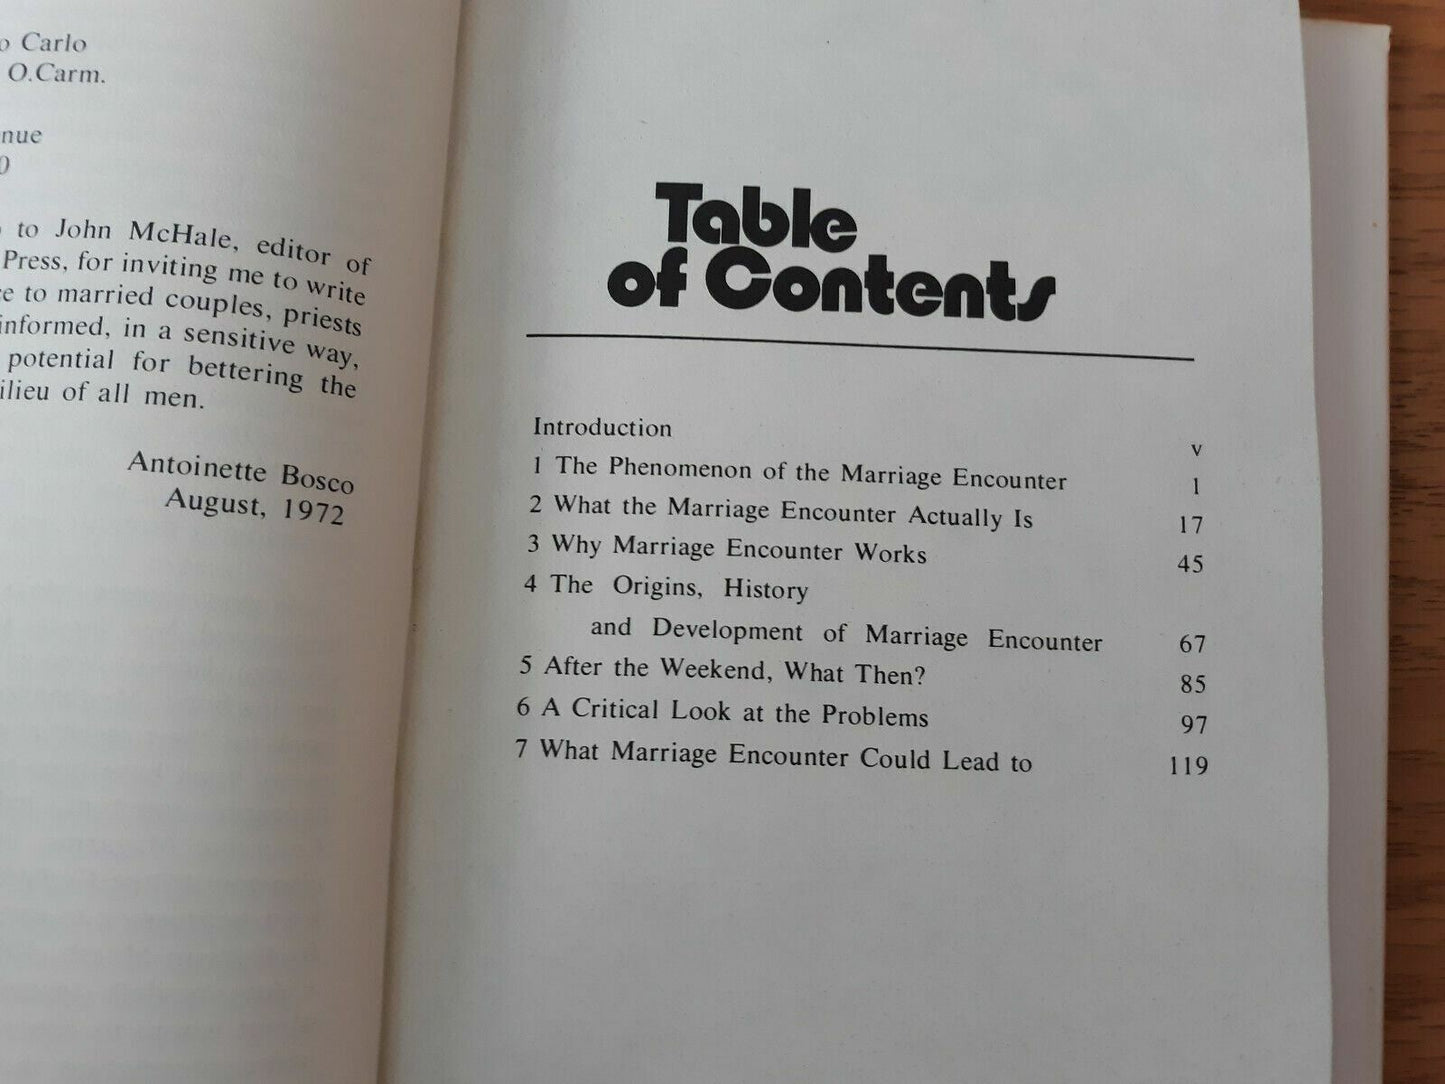 Carlo
O.Carm.
to John McHale, editor of
Press, for inviting me to write
to married couples, priests
informed, in a sensitive way,
potential for bettering the
of all men.
Antoinette Bosco
August, 1972
Table
of Contents
Introduction v
1 The Phenomenon of the Marriage Encounter 1
2 What the Marriage Encounter Actually Is 17
3 Why Marriage Encounter Works 45
4 The Origins, History
and Development of Marriage Encounter 67
5 After the Weekend, What Then? 85
6 A Critical Look at the Problems 97
7 What Marriage Encounter Could Lead to 119